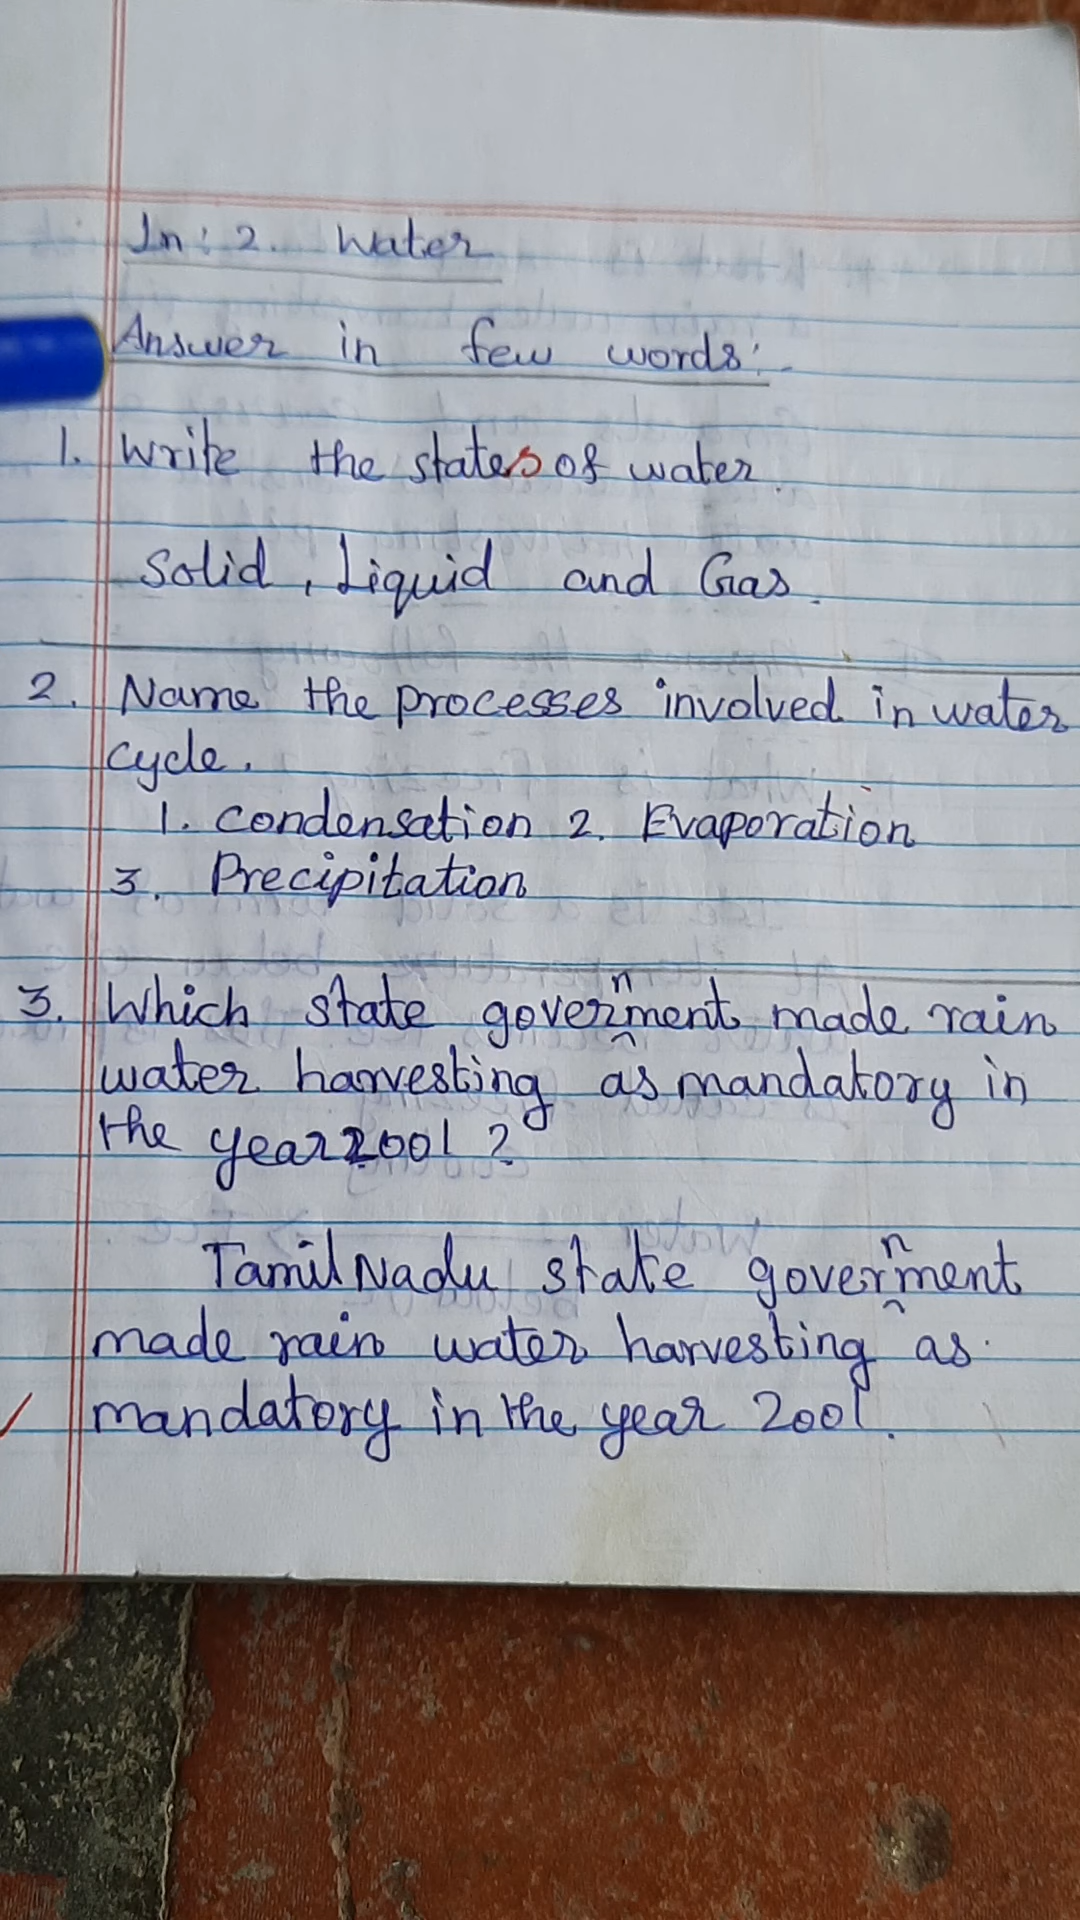 Ln: 2. Water
Answer in few words:-
1. Write the states of water.
Solid, Liquid and Gas.
2. Name the processes involved in water
cycle.
1. Condensation 2. Evaporation
3. Precipitation
3. Which state government made rain
water harvesting as mandatory in
the year 2001 ?
Tamil Nadu state government
made rain water harvesting as
mandatory in the year 2001.